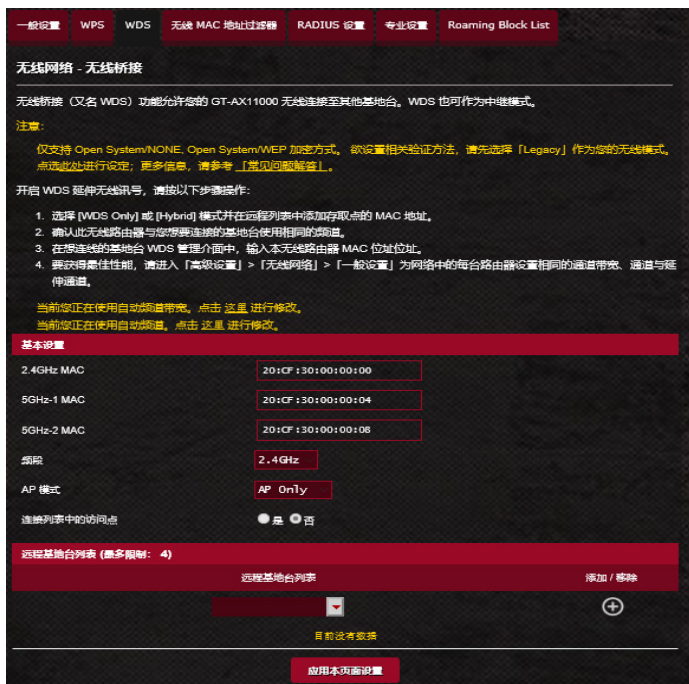 一般设置 WPS WDS 无线 MAC 地址过滤器 RADIUS 设置 专业设置 Roaming Block List
无线网络 - 无线桥接
无线桥接（又名 WDS）功能允许您的 GT-AX11000 无线连接至其他基地台。WDS 也可作为中继模式。
注意:
仅支持 Open System/NONE, Open System/WEP 加密方式。 欲设置相关验证方法，请先选择「Legacy」作为您的无线模式。
点选此处进行设定；更多信息，请参考 「常见问题解答」。
开启 WDS 延伸无线讯号，请按以下步骤操作：
1. 选择 [WDS Only] 或 [Hybrid] 模式并在远程列表中添加存取点的 MAC 地址。
2. 确认此无线路由器与您想要连接的基地台使用相同的频道。
3. 在想连线的基地台 WDS 管理介面中，输入本无线路由器 MAC 位址位址。
4. 要获得最佳性能，请进入「高级设置」>「无线网络」>「一般设置」为网络中的每台路由器设置相同的通道带宽、通道与延
伸通道。
当前您正在使用自动频道带宽。点击 这里 进行修改。
当前您正在使用自动频道。点击 这里 进行修改。
基本设置
2.4GHz MAC 20:CF:30:00:00:00
5GHz-1 MAC 20:CF:30:00:00:04
5GHz-2 MAC 20:CF:30:00:00:08
频段 2.4GHz
AP 模式 AP Only
连接列表中的访问点 是 否
远程基地台列表 (最多限制: 4)
远程基地台列表 添加 / 移除
目前没有数据
应用本页面设置